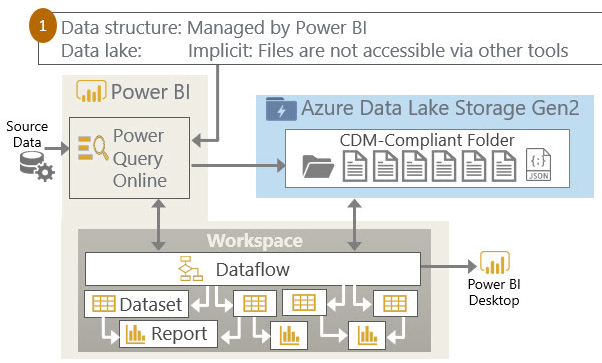 1
Data structure: Managed by Power BI
Data lake: Implicit: Files are not accessible via other tools
Power BI
Azure Data Lake Storage Gen2
Source
Data
Power
Query
Online
CDM-Compliant Folder
{;}
JSON
Workspace
Dataflow
Power BI
Desktop
Dataset
Report